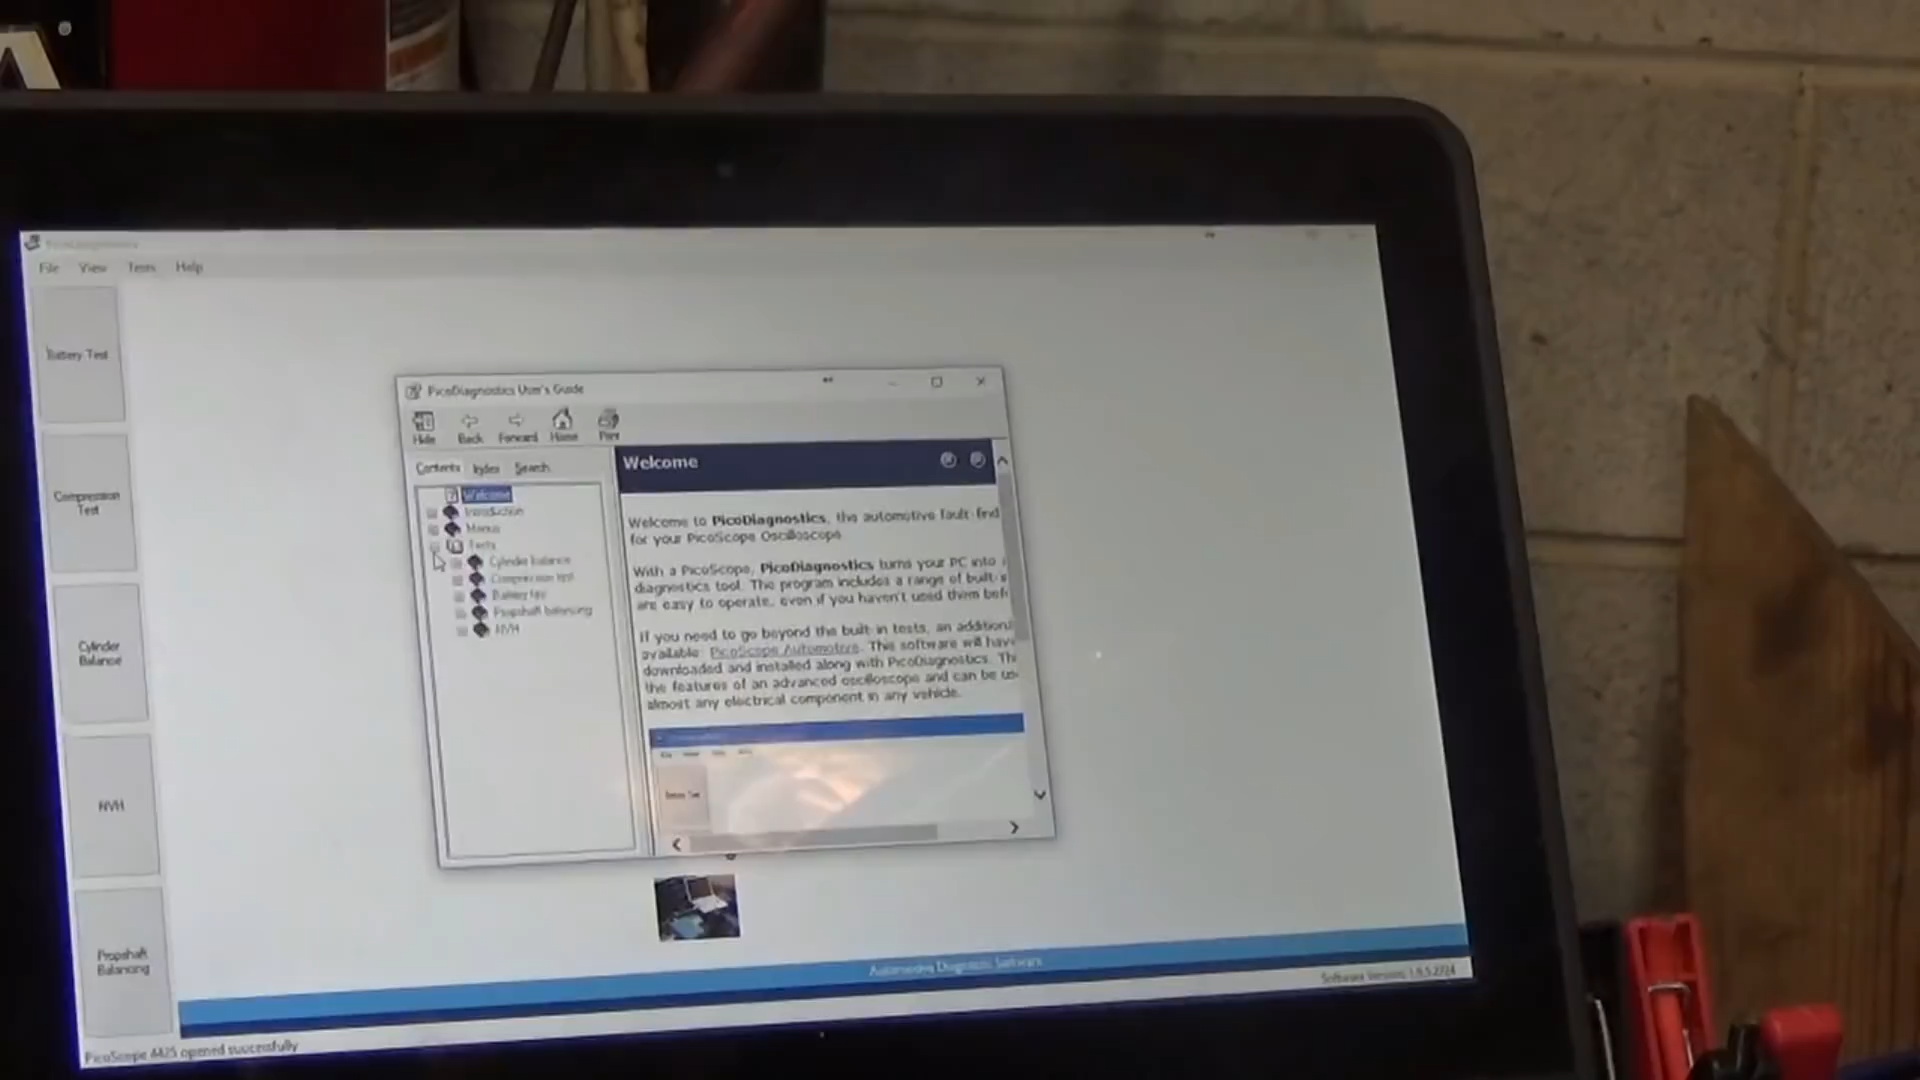 File View Tests Help
Battery Test
Compression
Test
Cylinder
Balance
NVH
Propshaft
Balancing
PicoDiagnostics User's Guide
Hide Back Forward Home Print
Contents Index Search
Welcome
Introduction
Menus
Tests
Cylinder balance
Compression test
Battery test
Propshaft balancing
NVH
Welcome
Welcome to PicoDiagnostics, the automotive fault-find
for your PicoScope Oscilloscope
With a PicoScope, PicoDiagnostics turns your PC into
diagnostics tool. The program includes a range of built-i
are easy to operate, even if you haven't used them befo
If you need to go beyond the built in tests, an addition
available: PicoScope Automotive. This software will have
downloaded and installed along with PicoDiagnostics. Th
the features of an advanced oscilloscope and can be us
almost any electrical component in any vehicle.
Automotive Diagnostic Software
PicoScope 4425 opened successfully